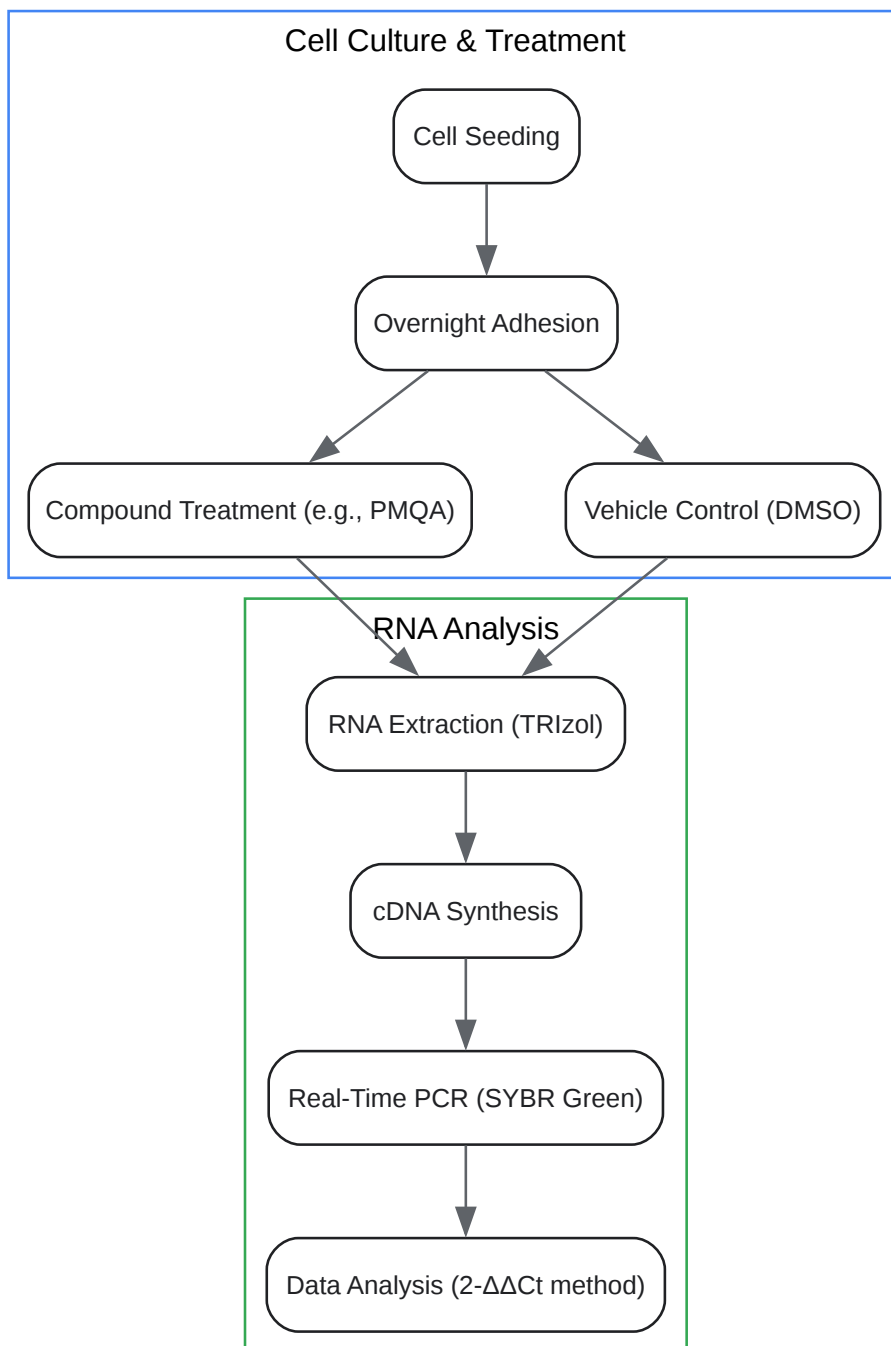 Cell Culture & Treatment
Cell Seeding
Overnight Adhesion
Compound Treatment (e.g., PMQA)
Vehicle Control (DMSO)
RNA Analysis
RNA Extraction (TRIzol)
cDNA Synthesis
Real-Time PCR (SYBR Green)
Data Analysis (2-ΔΔCt method)